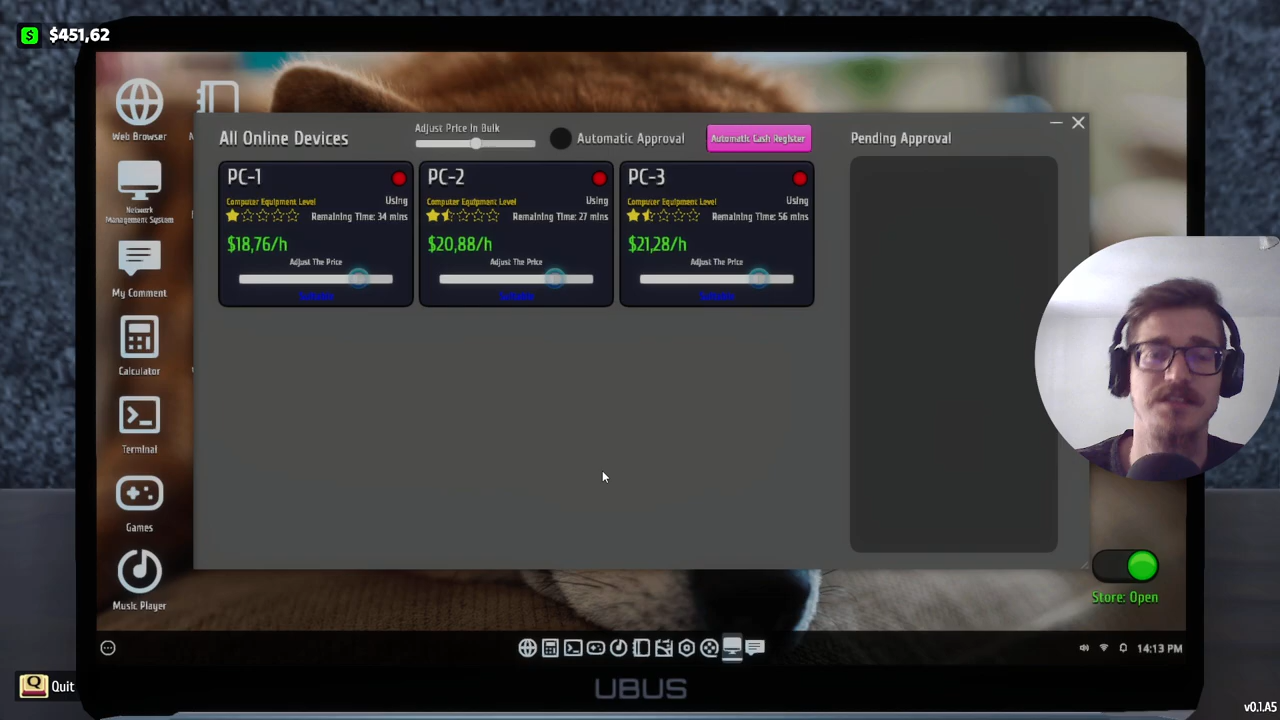 $451,62
Web Browser
Network
Management System
My Comment
Calculator
Terminal
Games
Music Player
All Online Devices
Adjust Price In Bulk
Automatic Approval
Automatic Cash Register
Pending Approval
PC-1
Computer Equipment Level
Using
Remaining Time: 34 mins
$18,76/h
Adjust The Price
PC-2
Computer Equipment Level
Using
Remaining Time: 27 mins
$20,88/h
Adjust The Price
PC-3
Computer Equipment Level
Using
Remaining Time: 56 mins
$21,28/h
Adjust The Price
Store: Open
14:13 PM
Q Quit
UBUS
v0.1.A5